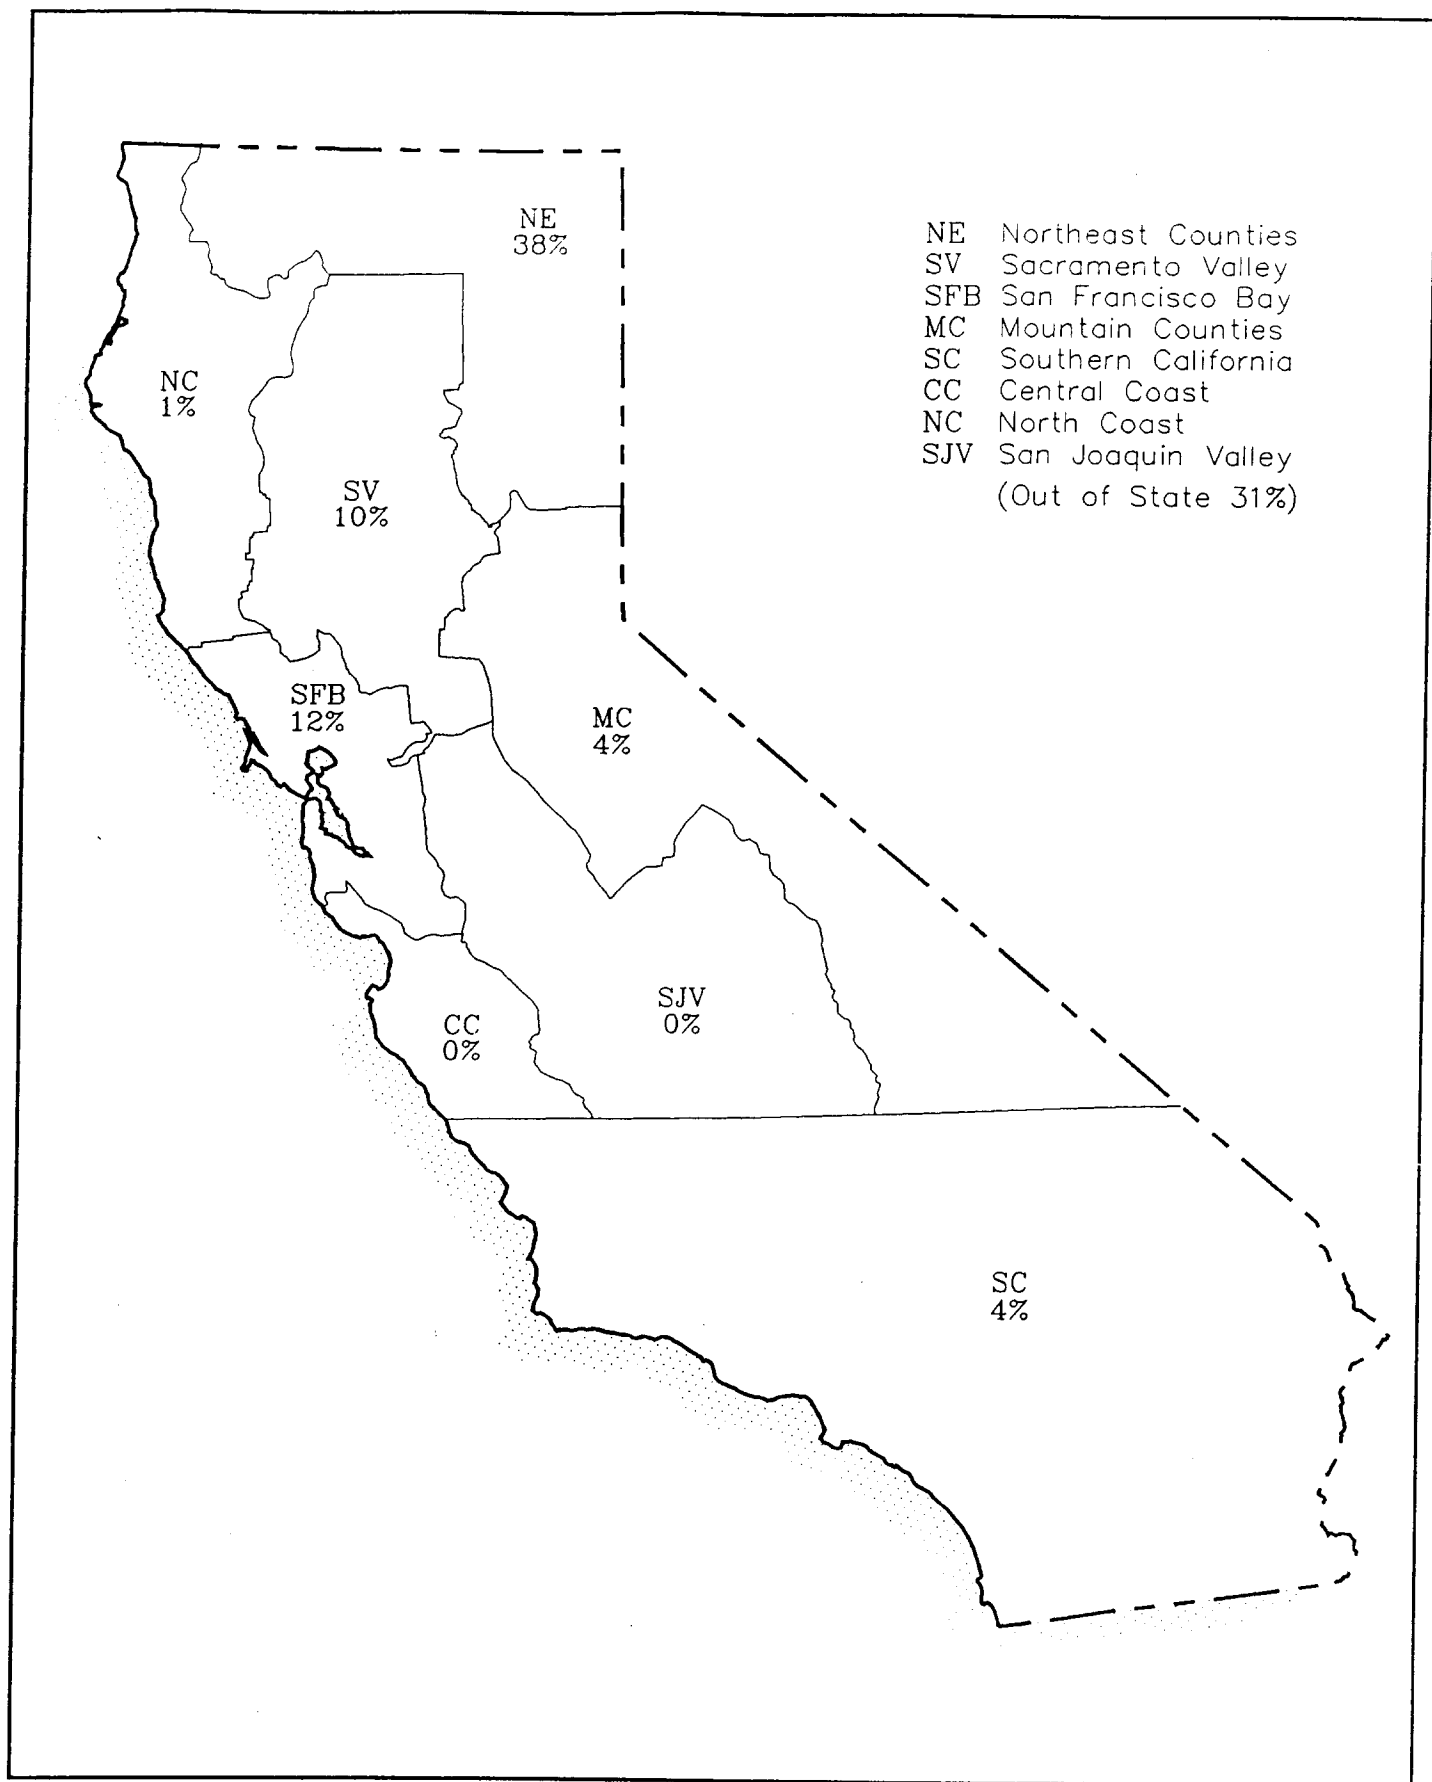 NE
38%
NE Northeast Counties
SV Sacramento Valley
SFB San Francisco Bay
MC Mountain Counties
SC Southern California
CC Central Coast
NC North Coast
SJV San Joaquin Valley
(Out of State 31%)
NC
1%
SV
10%
SFB
12%
MC
4%
SJV
0%
CC
0%
SC
4%